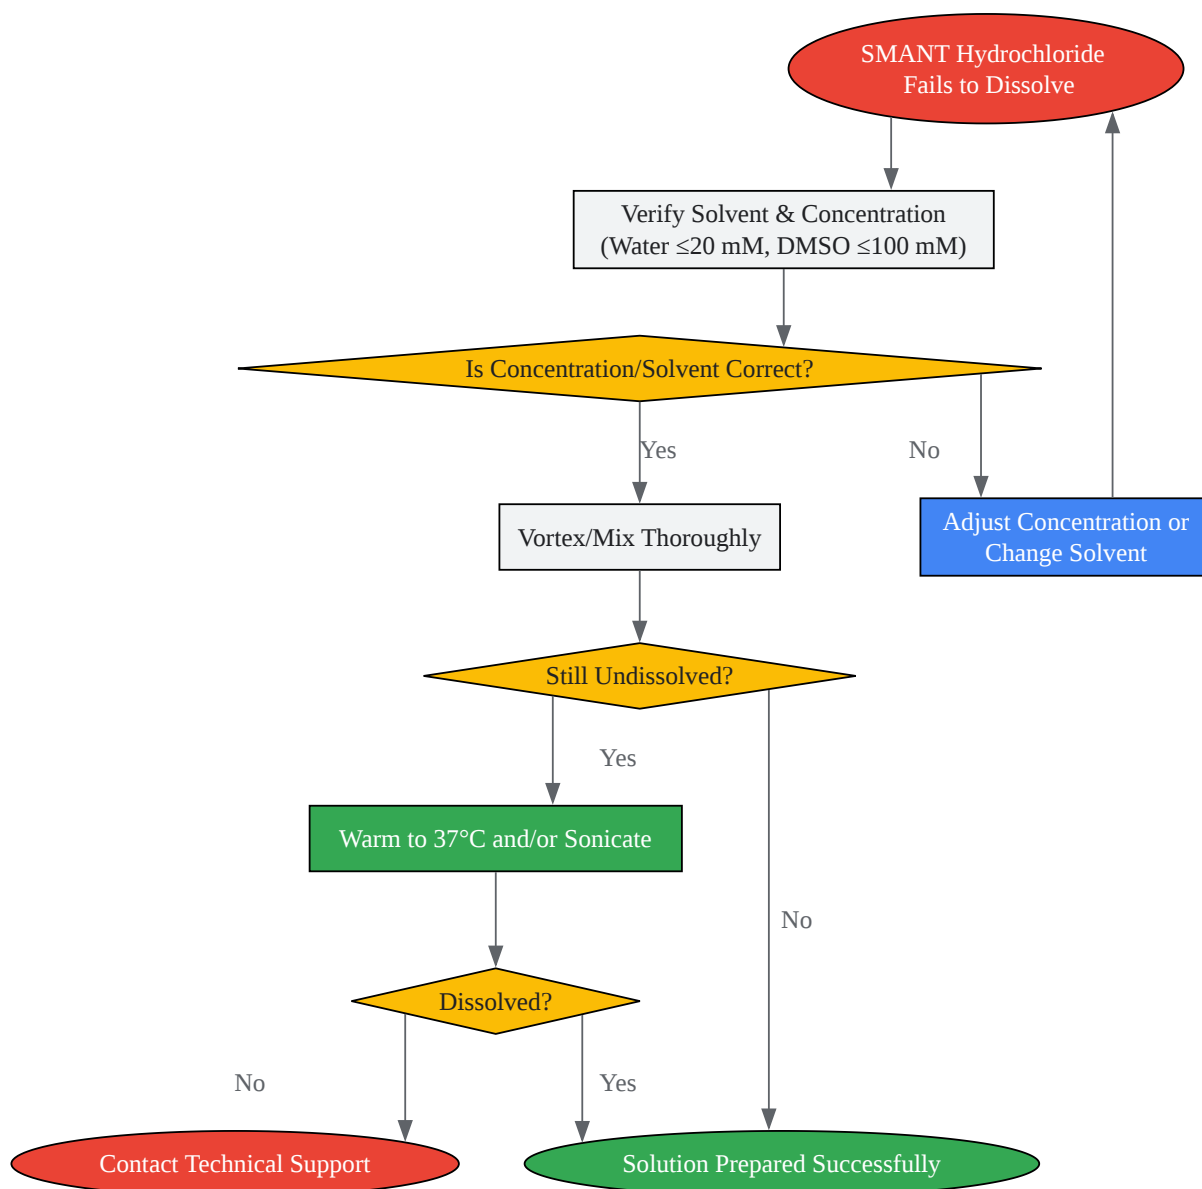 SMANT Hydrochloride
Fails to Dissolve
Verify Solvent & Concentration
(Water ≤20 mM, DMSO ≤100 mM)
Is Concentration/Solvent Correct?
Yes
No
Vortex/Mix Thoroughly
Adjust Concentration or
Change Solvent
Still Undissolved?
Yes
Warm to 37°C and/or Sonicate
No
Dissolved?
No
Yes
Contact Technical Support
Solution Prepared Successfully